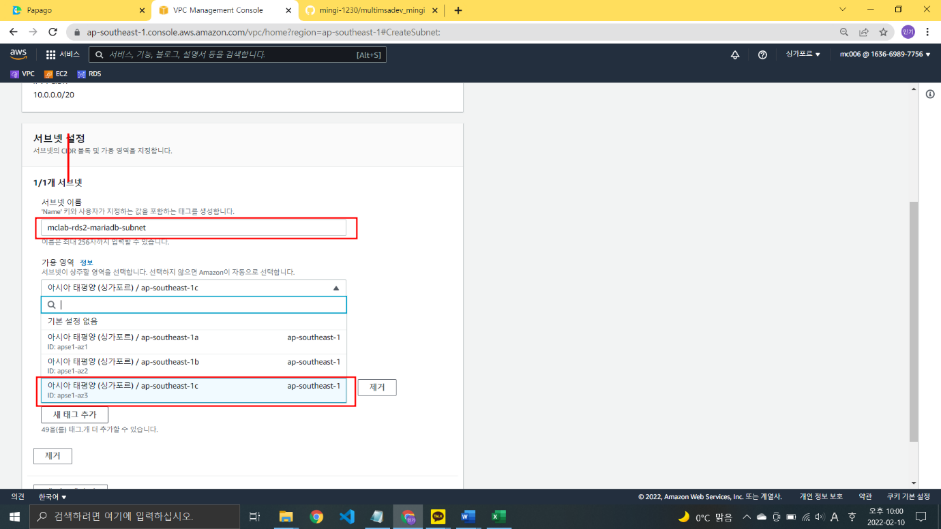 Papago
VPC Management Console
mingi-1230/multimsadev_mingi
ap-southeast-1.console.aws.amazon.com/vpc/home?region=ap-southeast-1#CreateSubnet:
aws
서비스
서비스, 기능, 블로그, 설명서 등을 검색합니다.
[Alt+S]
싱가포르
mc006 @ 1636-6989-7756
VPC
EC2
RDS
10.0.0.0/20
서브넷 설정
서브넷의 CIDR 블록 및 가용 영역을 지정합니다.
1/1개 서브넷
서브넷 이름
'Name' 키와 사용자가 지정하는 값을 포함하는 태그를 생성합니다.
mclab-rds2-mariadb-subnet
이름은 최대 256자까지 입력할 수 있습니다.
가용 영역 정보
서브넷이 상주할 영역을 선택합니다. 선택하지 않으면 Amazon이 자동으로 선택합니다.
아시아 태평양 (싱가포르) / ap-southeast-1c
기본 설정 없음
아시아 태평양 (싱가포르) / ap-southeast-1a ap-southeast-1
ID: apse1-az1
아시아 태평양 (싱가포르) / ap-southeast-1b ap-southeast-1
ID: apse1-az2
아시아 태평양 (싱가포르) / ap-southeast-1c ap-southeast-1
ID: apse1-az3
제거
새 태그 추가
49을(를) 태그.개 더 추가할 수 있습니다.
제거
의견
한국어
© 2022, Amazon Web Services, Inc. 또는 계열사.
개인 정보 보호
약관
쿠키 기본 설정
검색하려면 여기에 입력하십시오.
0°C 맑음
A
오후 10:00
2022-02-10